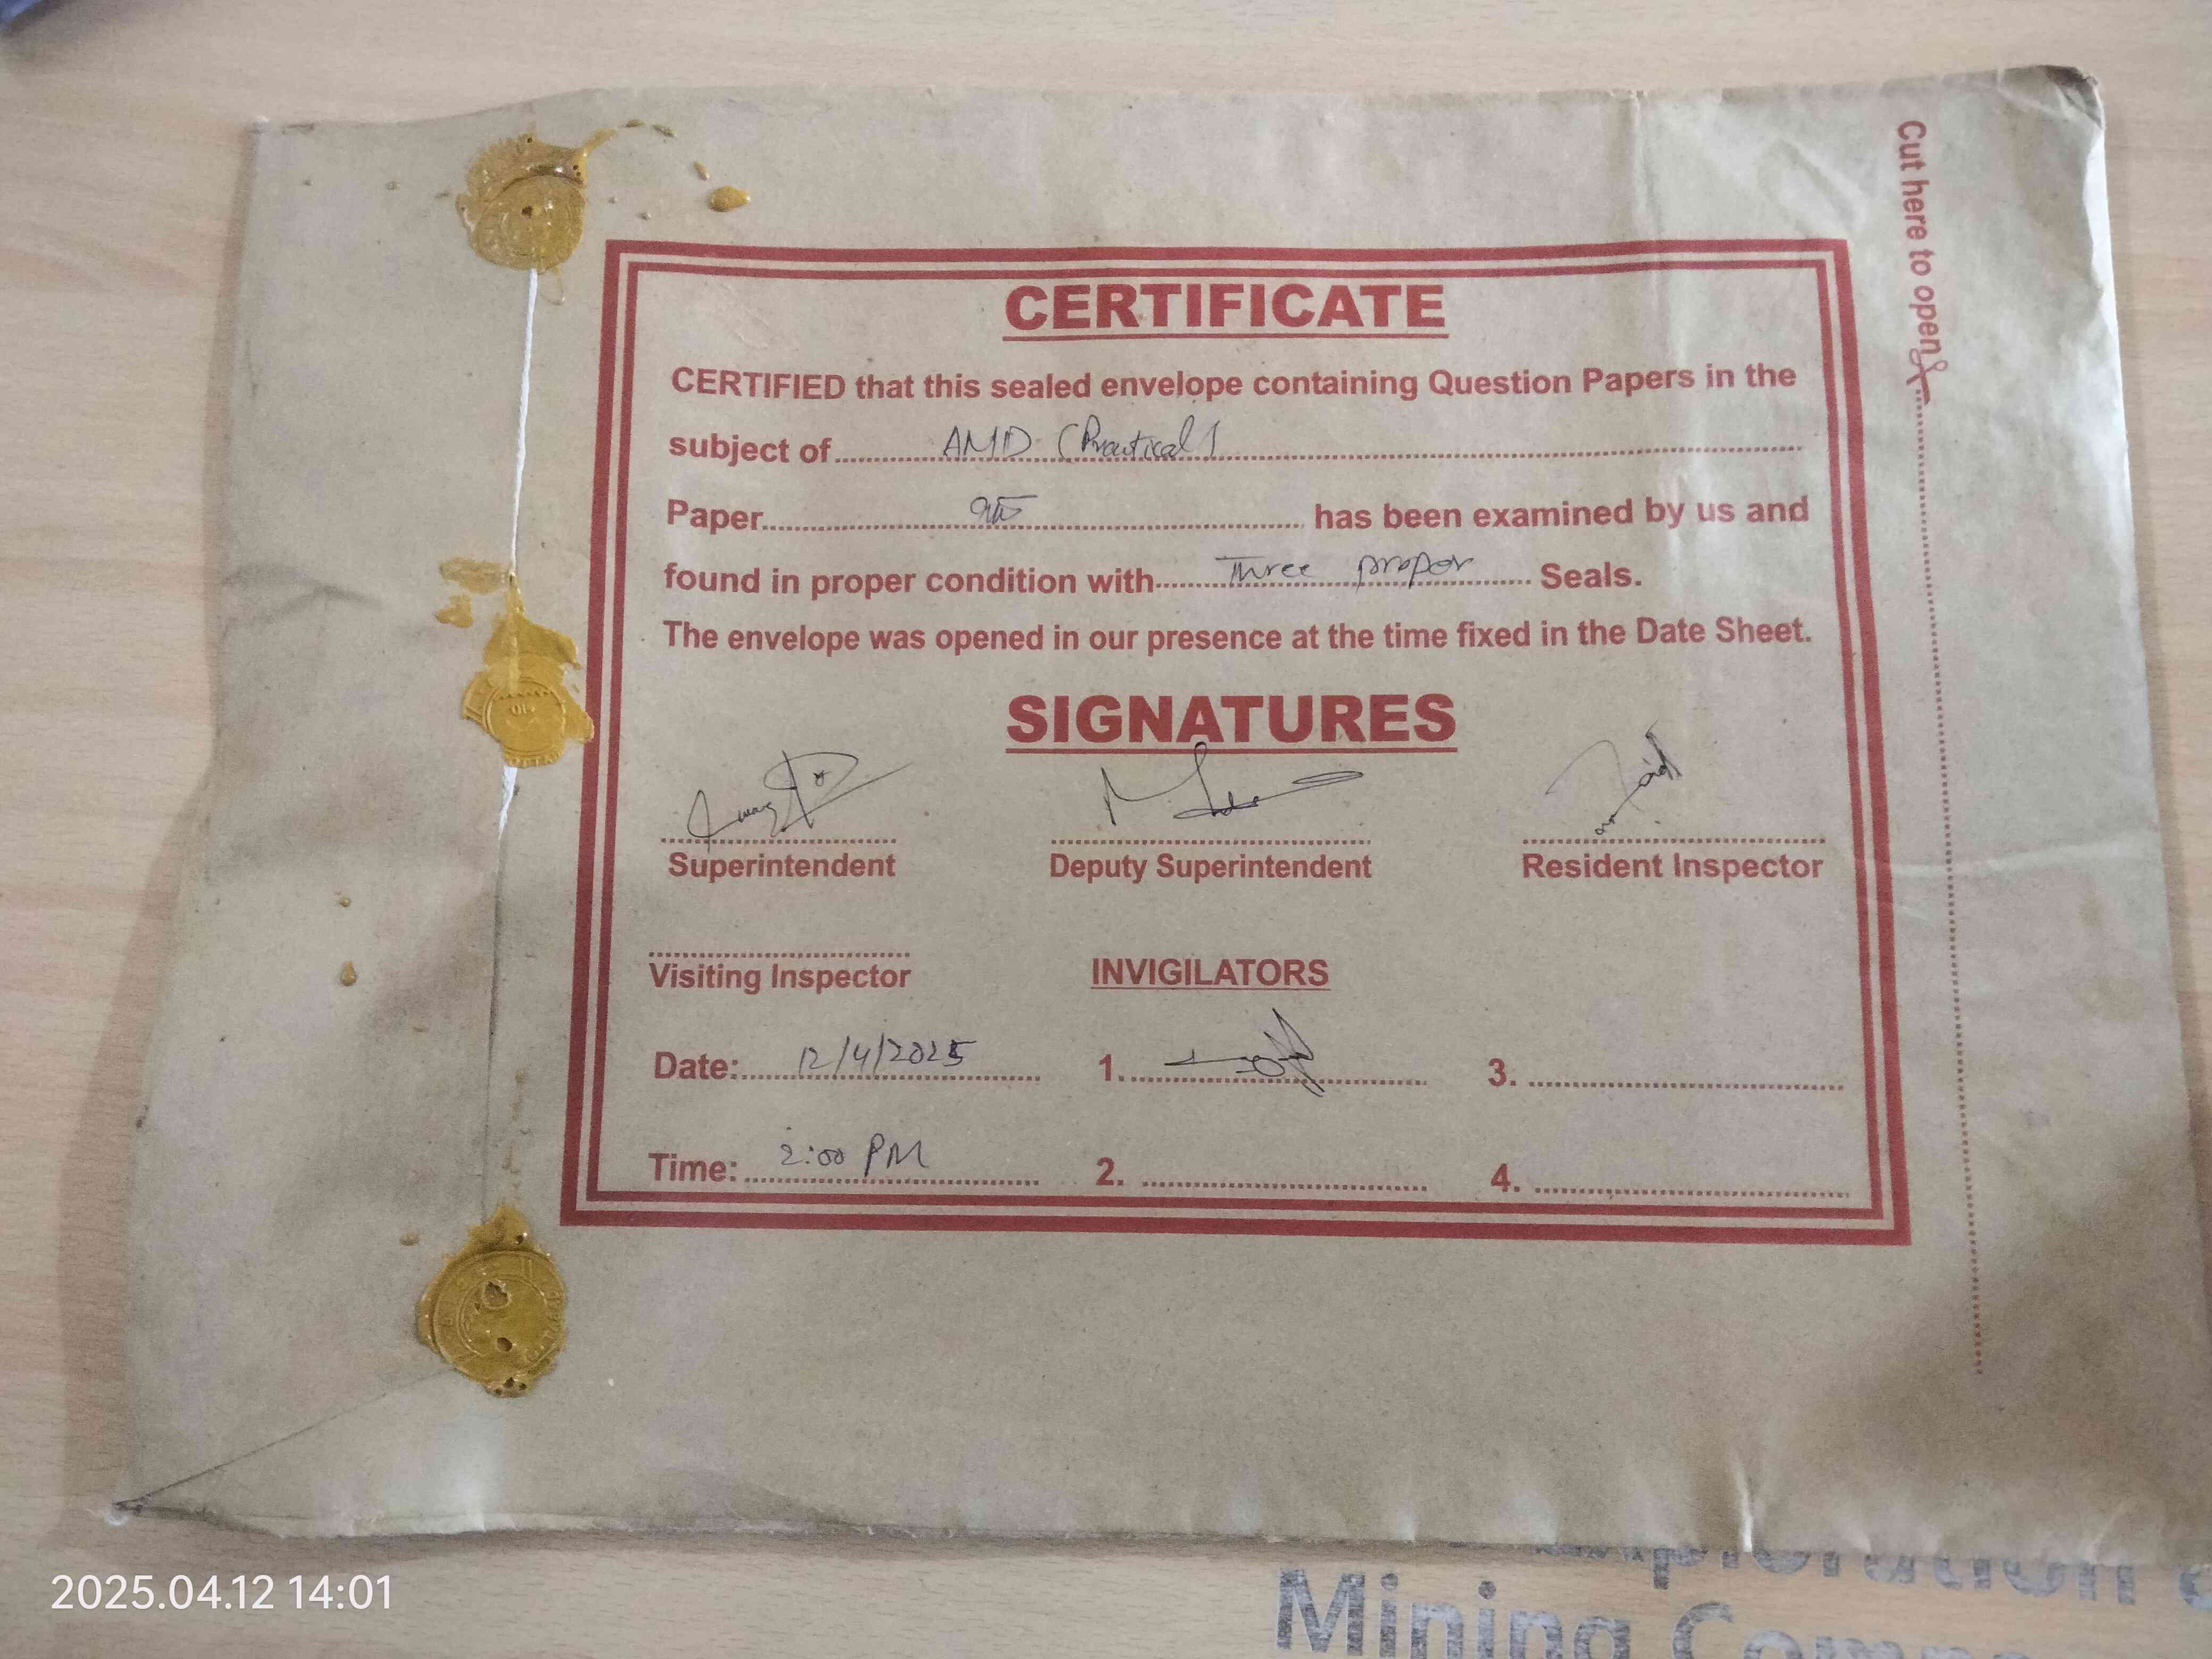 CERTIFICATE
CERTIFIED that this sealed envelope containing Question Papers in the
subject of AMD (Practical)
Paper has been examined by us and
found in proper condition with Three proper Seals.
The envelope was opened in our presence at the time fixed in the Date Sheet.
SIGNATURES
Superintendent Deputy Superintendent Resident Inspector
Visiting Inspector INVIGILATORS
Date: 12/4/2025 1. 3.
Time: 2:00 PM 2. 4.
Cut here to open
Mining
2025.04.12 14:01